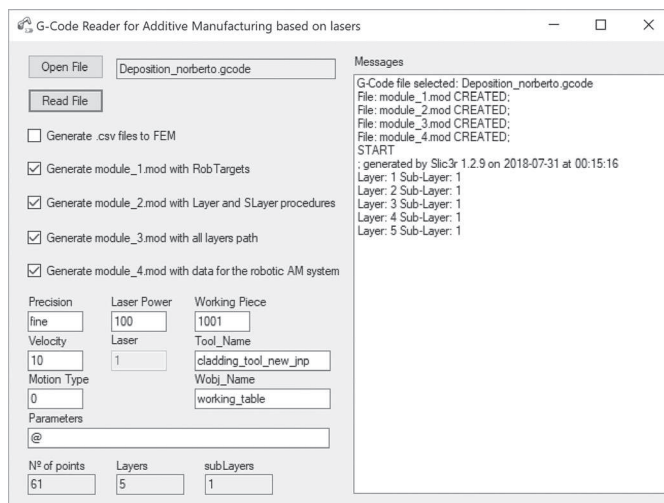 G-Code Reader for Additive Manufacturing based on lasers
Open File
Deposition_norberto.gcode
Read File
Generate .csv files to FEM
Generate module_1.mod with RobTargets
Generate module_2.mod with Layer and SLayer procedures
Generate module_3.mod with all layers path
Generate module_4.mod with data for the robotic AM system
Precision Laser Power Working Piece
fine 100 1001
Velocity Laser Tool_Name
10 1 cladding_tool_new_jnp
Motion Type Wobj_Name
0 working_table
Parameters
@
Nº of points Layers subLayers
61 5 1
Messages
G-Code file selected: Deposition_norberto.gcode
File: module_1.mod CREATED;
File: module_2.mod CREATED;
File: module_3.mod CREATED;
File: module_4.mod CREATED;
START
; generated by Slic3r 1.2.9 on 2018-07-31 at 00:15:16
Layer: 1 Sub-Layer: 1
Layer: 2 Sub-Layer: 1
Layer: 3 Sub-Layer: 1
Layer: 4 Sub-Layer: 1
Layer: 5 Sub-Layer: 1